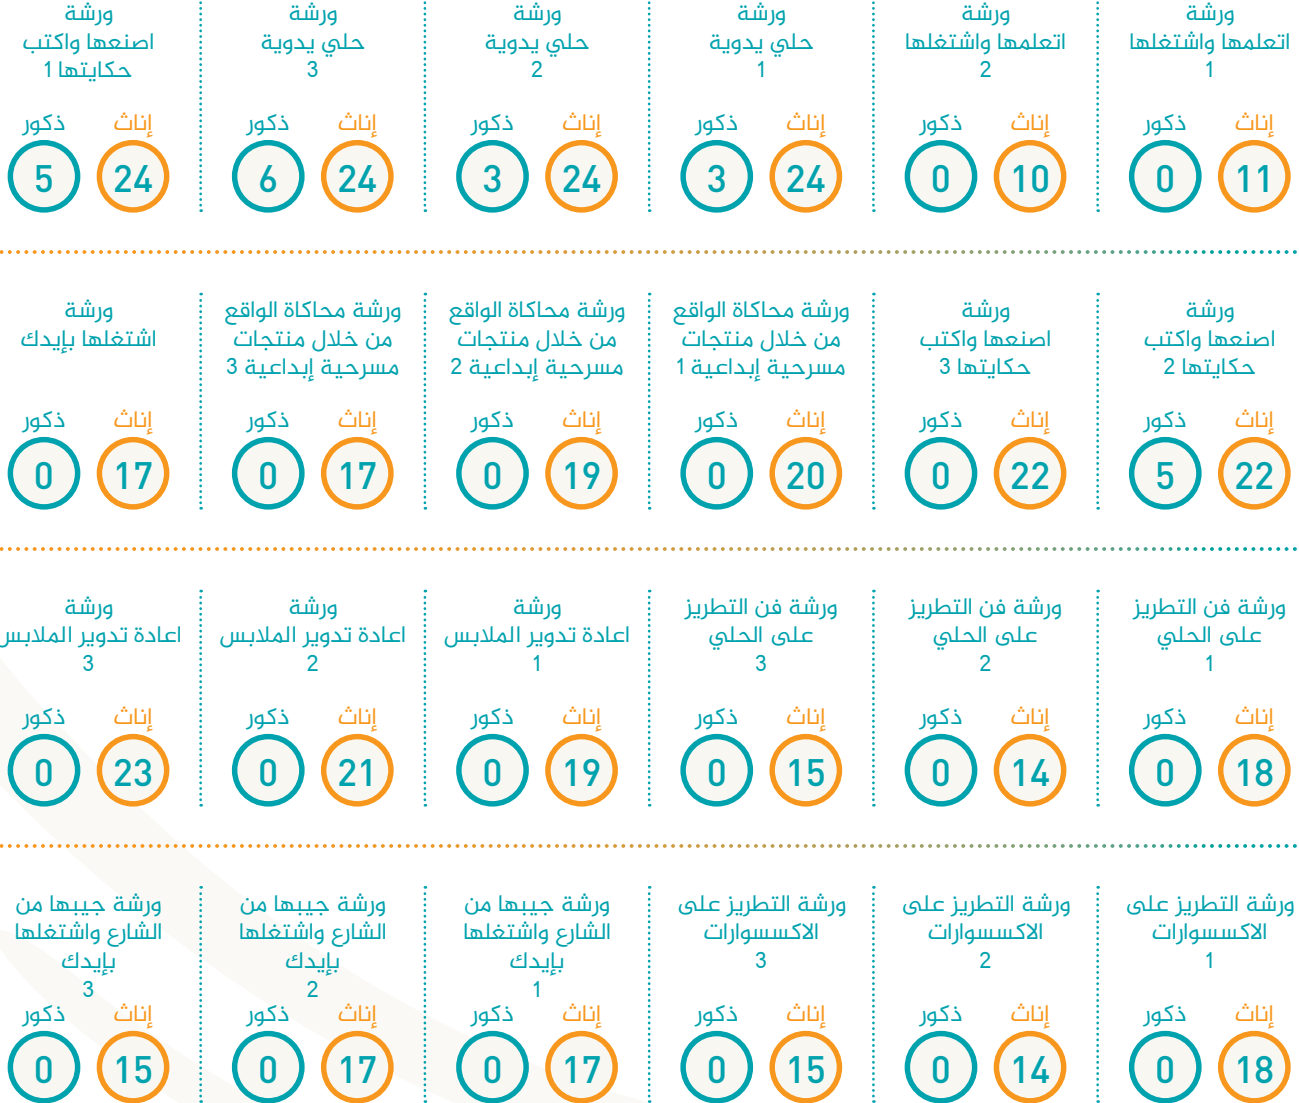 ورشة
اتعلمها واشتغلها
1
إناث ذكور
11 0
ورشة
اتعلمها واشتغلها
2
إناث ذكور
10 0
ورشة
حلي يدوية
1
إناث ذكور
24 3
ورشة
حلي يدوية
2
إناث ذكور
24 3
ورشة
حلي يدوية
3
إناث ذكور
24 6
ورشة
اصنعها واكتب
حكايتها 1
إناث ذكور
24 5
ورشة
اصنعها واكتب
حكايتها 2
إناث ذكور
22 5
ورشة
اصنعها واكتب
حكايتها 3
إناث ذكور
22 0
ورشة محاكاة الواقع
من خلال منتجات
مسرحية إبداعية 1
إناث ذكور
20 0
ورشة محاكاة الواقع
من خلال منتجات
مسرحية إبداعية 2
إناث ذكور
19 0
ورشة محاكاة الواقع
من خلال منتجات
مسرحية إبداعية 3
إناث ذكور
17 0
ورشة
اشتغلها بإيدك
إناث ذكور
17 0
ورشة فن التطريز
على الحلي
1
إناث ذكور
18 0
ورشة فن التطريز
على الحلي
2
إناث ذكور
14 0
ورشة فن التطريز
على الحلي
3
إناث ذكور
15 0
ورشة
اعادة تدوير الملابس
1
إناث ذكور
19 0
ورشة
اعادة تدوير الملابس
2
إناث ذكور
21 0
ورشة
اعادة تدوير الملابس
3
إناث ذكور
23 0
ورشة التطريز على
الاكسسوارات
1
إناث ذكور
18 0
ورشة التطريز على
الاكسسوارات
2
إناث ذكور
14 0
ورشة التطريز على
الاكسسوارات
3
إناث ذكور
15 0
ورشة جيبها من
الشارع واشتغلها
بإيدك
1
إناث ذكور
17 0
ورشة جيبها من
الشارع واشتغلها
بإيدك
2
إناث ذكور
17 0
ورشة جيبها من
الشارع واشتغلها
بإيدك
3
إناث ذكور
15 0